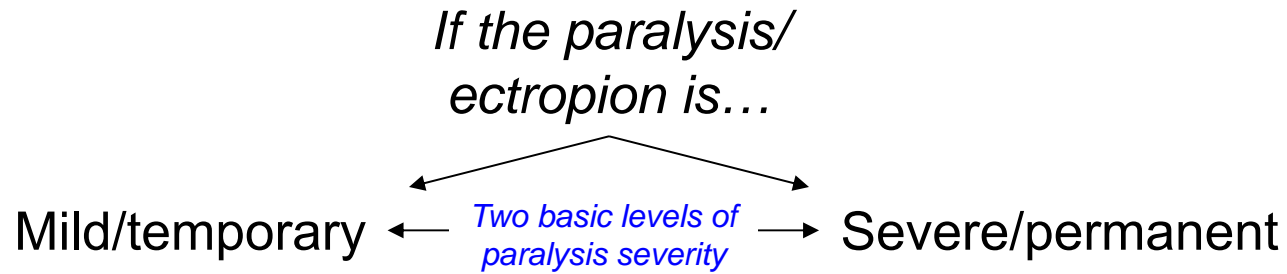 If the paralysis/
ectropion is…
Mild/temporary
Two basic levels of
paralysis severity
Severe/permanent